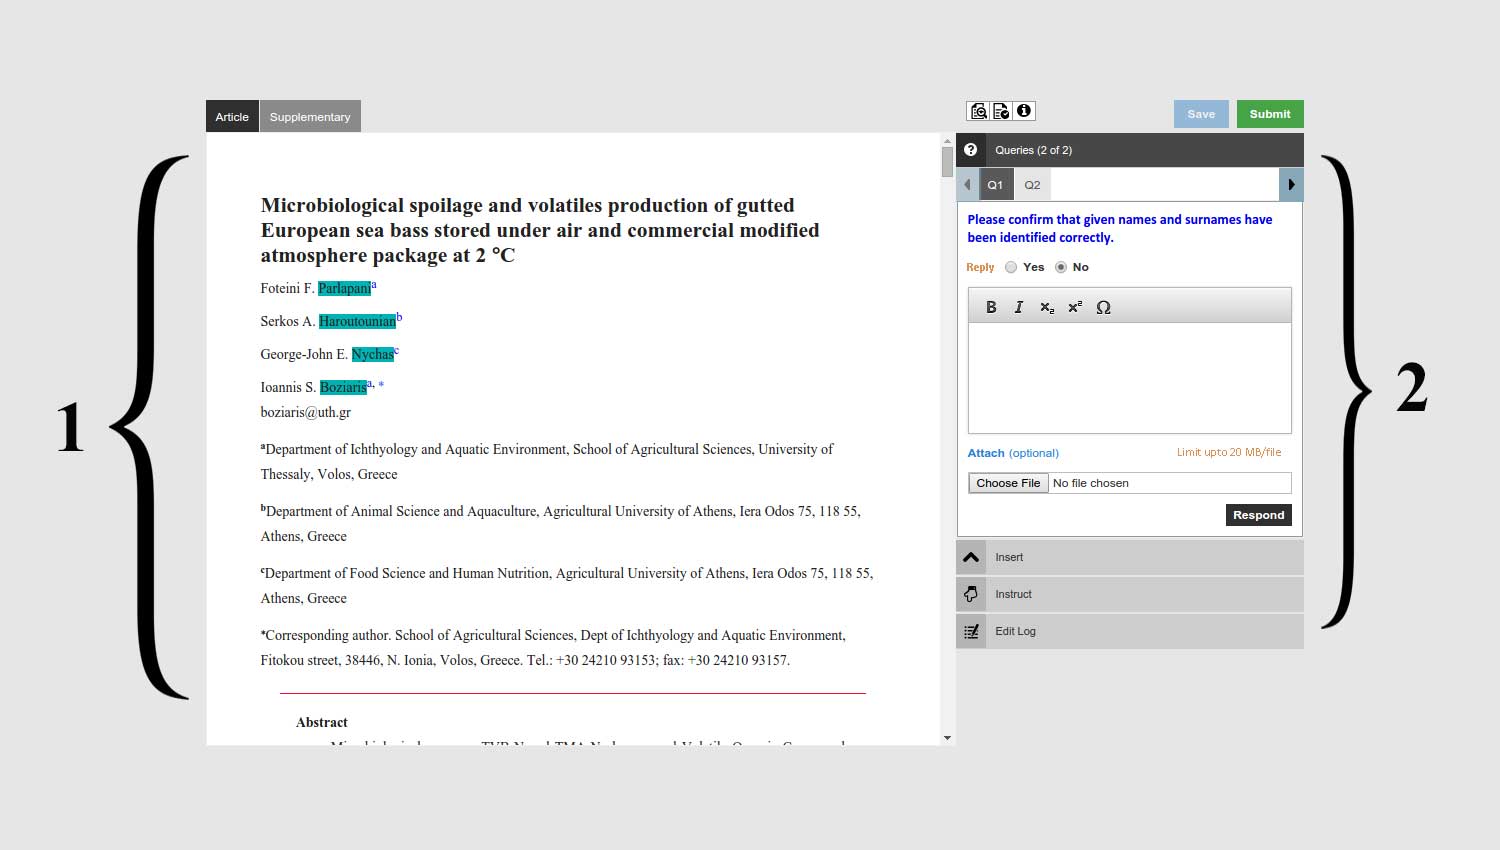 Article Supplementary
Save Submit
1
Microbiological spoilage and volatiles production of gutted
European sea bass stored under air and commercial modified
atmosphere package at 2 °C
Foteini F. Parlapani a
Serkos A. Haroutounian b
George-John E. Nychas c
Ioannis S. Boziaris a, *
boziaris@uth.gr
aDepartment of Ichthyology and Aquatic Environment, School of Agricultural Sciences, University of
Thessaly, Volos, Greece
bDepartment of Animal Science and Aquaculture, Agricultural University of Athens, Iera Odos 75, 118 55,
Athens, Greece
cDepartment of Food Science and Human Nutrition, Agricultural University of Athens, Iera Odos 75, 118 55,
Athens, Greece
*Corresponding author. School of Agricultural Sciences, Dept of Ichthyology and Aquatic Environment,
Fitokou street, 38446, N. Ionia, Volos, Greece. Tel.: +30 24210 93153; fax: +30 24210 93157.
Abstract
? Queries (2 of 2)
Q1 Q2
Please confirm that given names and surnames have
been identified correctly.
Reply Yes No
B I x₂ x² Ω
Attach (optional) Limit upto 20 MB/file
Choose File No file chosen
Respond
Insert
Instruct
Edit Log
2